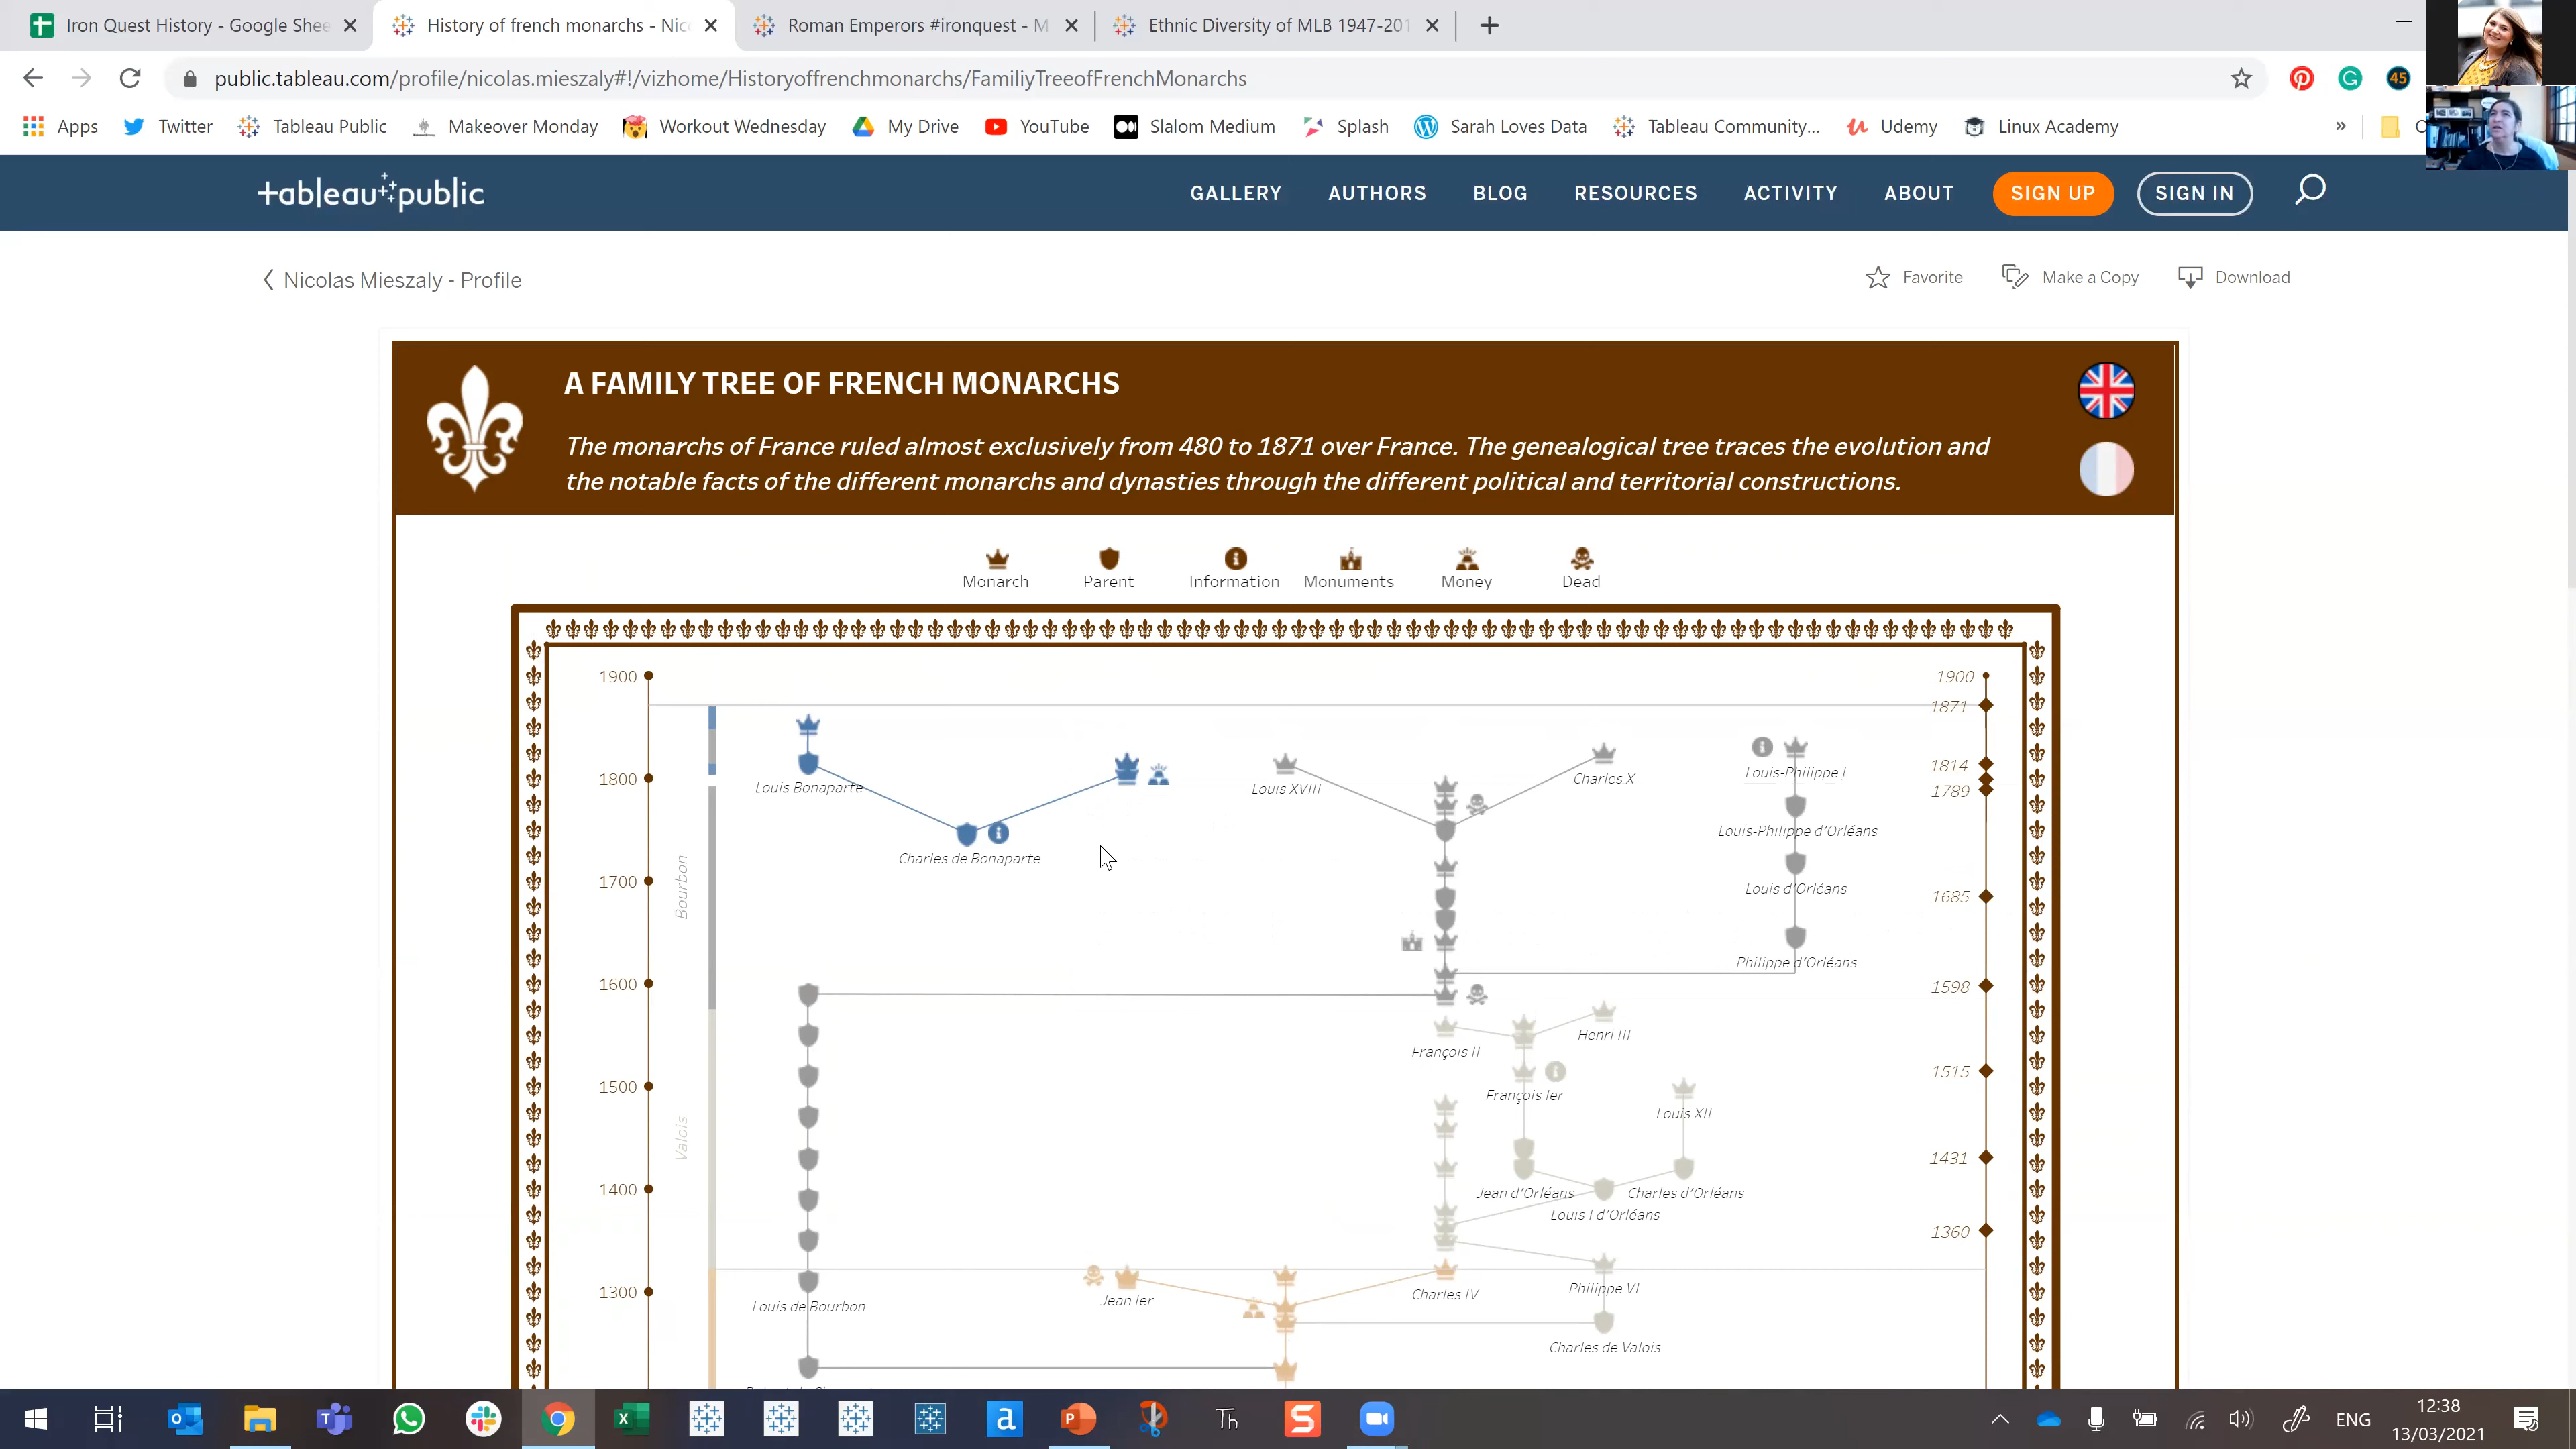 Iron Quest History - Google Shee
History of french monarchs - Nic
Roman Emperors #ironquest - M
Ethnic Diversity of MLB 1947-201
public.tableau.com/profile/nicolas.mieszaly#!/vizhome/Historyoffrenchmonarchs/FamiliyTreeofFrenchMonarchs
45
Apps
Twitter
Tableau Public
Makeover Monday
Workout Wednesday
My Drive
YouTube
Slalom Medium
Splash
Sarah Loves Data
Tableau Community...
Udemy
Linux Academy
»
tableau public
GALLERY
AUTHORS
BLOG
RESOURCES
ACTIVITY
ABOUT
SIGN UP
SIGN IN
Nicolas Mieszaly - Profile
Favorite
Make a Copy
Download
A FAMILY TREE OF FRENCH MONARCHS
The monarchs of France ruled almost exclusively from 480 to 1871 over France. The genealogical tree traces the evolution and
the notable facts of the different monarchs and dynasties through the different political and territorial constructions.
Monarch
Parent
Information
Monuments
Money
Dead
1900
1900
1871
Louis-Philippe I
1814
1800
Charles X
Louis Bonaparte
Louis XVIII
1789
Louis-Philippe d'Orléans
Charles de Bonaparte
1700
Bourbon
Louis d'Orléans
1685
Philippe d'Orléans
1600
1598
Henri III
François II
1515
1500
François Ier
Louis XII
Valois
1431
1400
Jean d'Orléans
Charles d'Orléans
Louis I d'Orléans
1360
1300
Philippe VI
Charles IV
Jean Ier
Louis de Bourbon
Charles de Valois
Th
ENG
12:38
13/03/2021